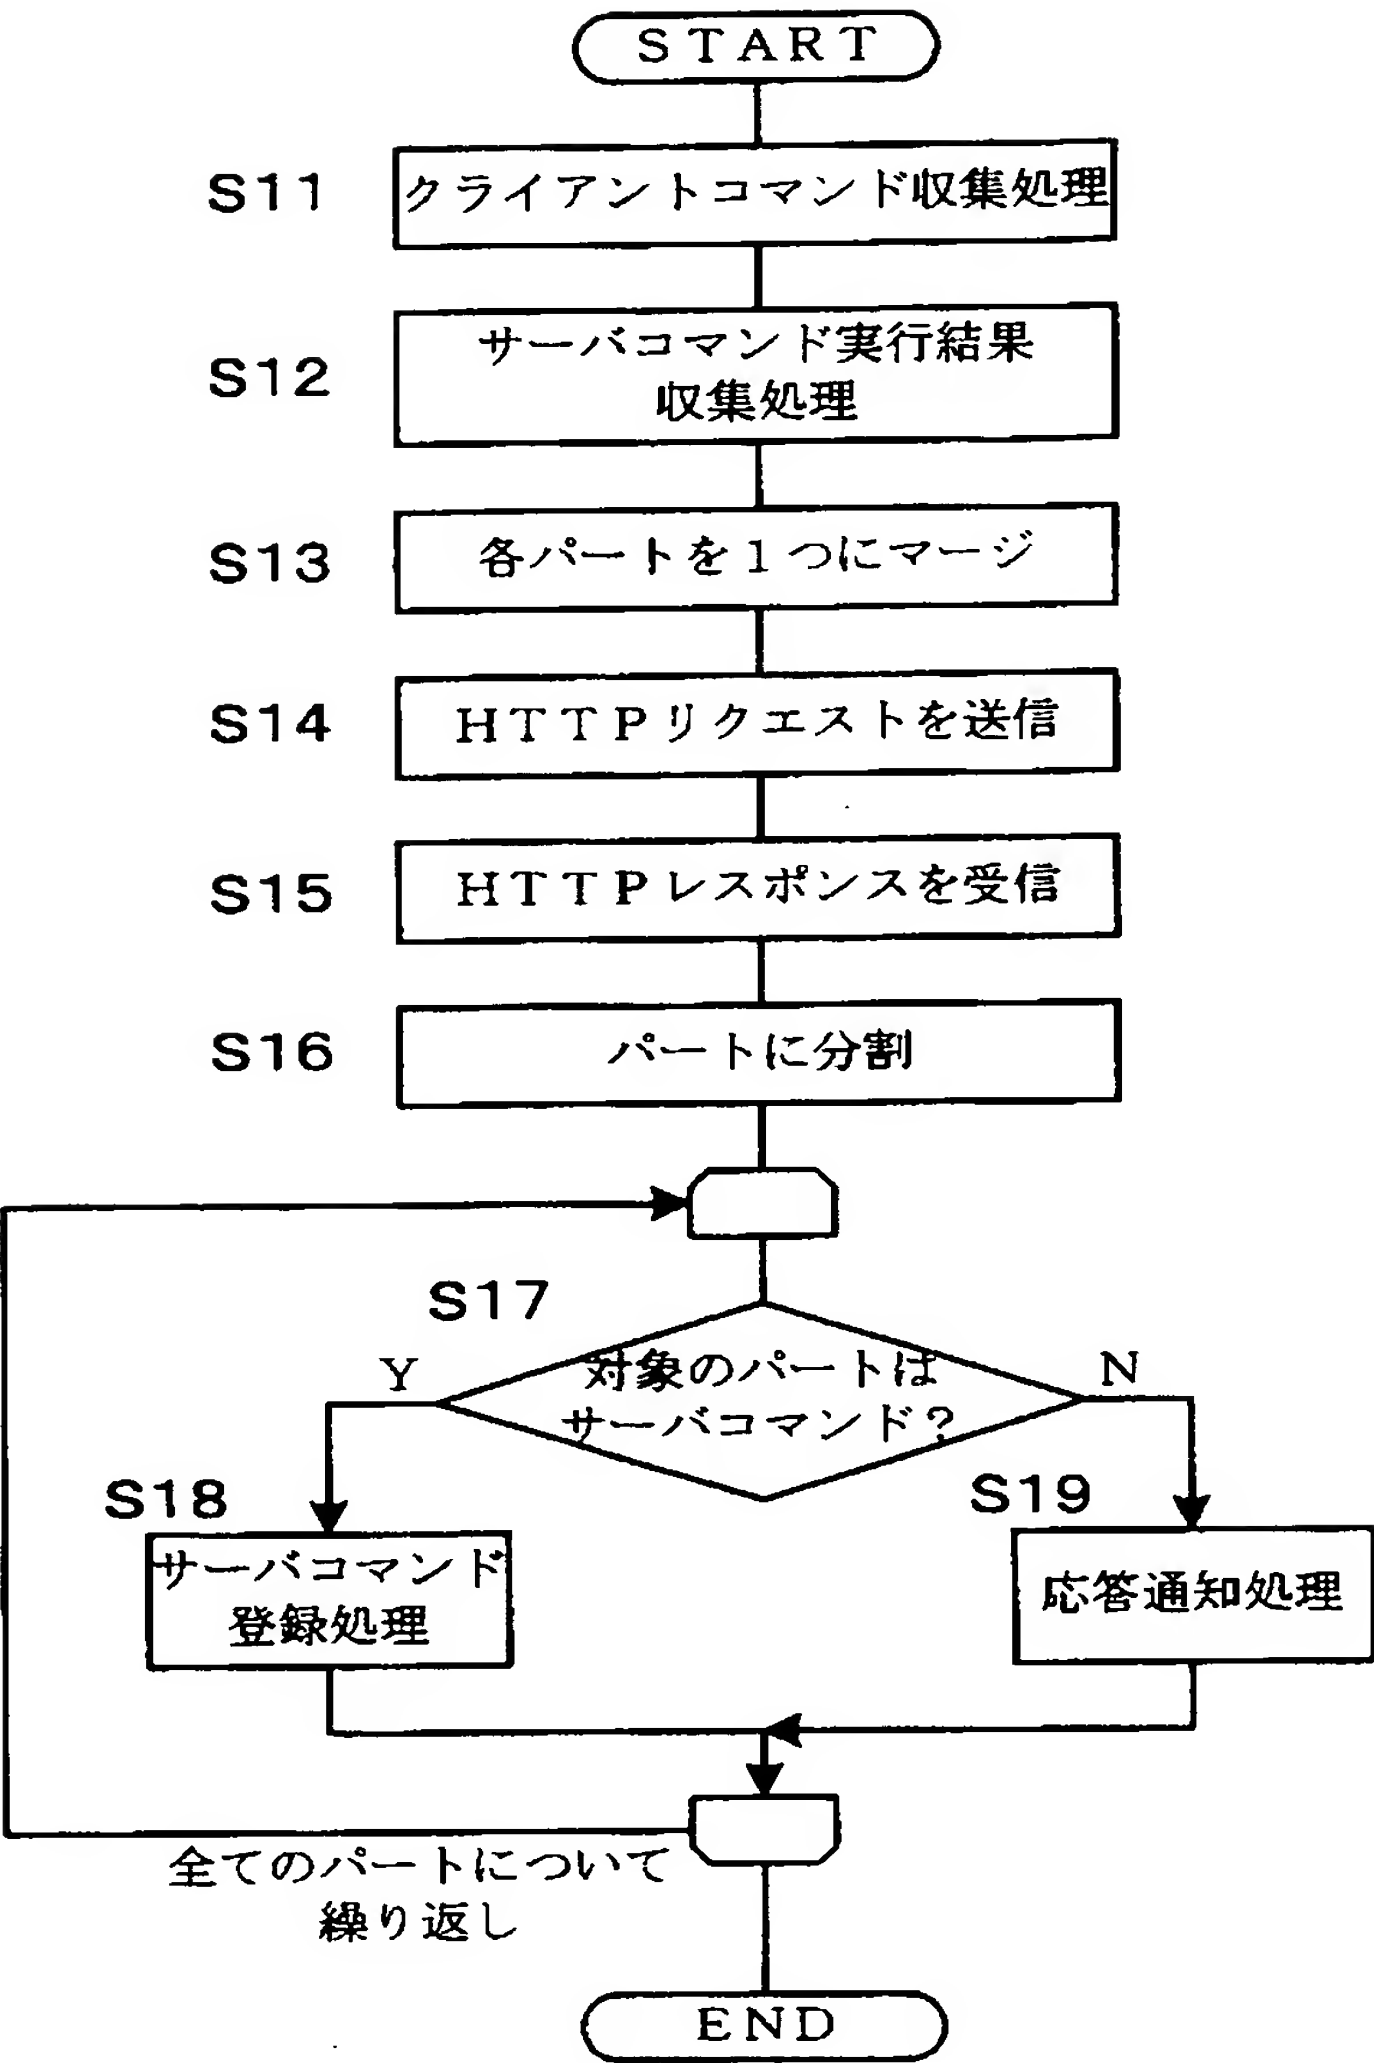 START
S11
クライアントコマンド収集処理
S12
サーバコマンド実行結果
収集処理
S13
各パートを1つにマージ
S14
HTTPリクエストを送信
S15
HTTPレスポンスを受信
S16
パートに分割
S17
対象のパートは
サーバコマンド?
Y
N
S18
サーバコマンド
登録処理
S19
応答通知処理
全てのパートについて
繰り返し
END